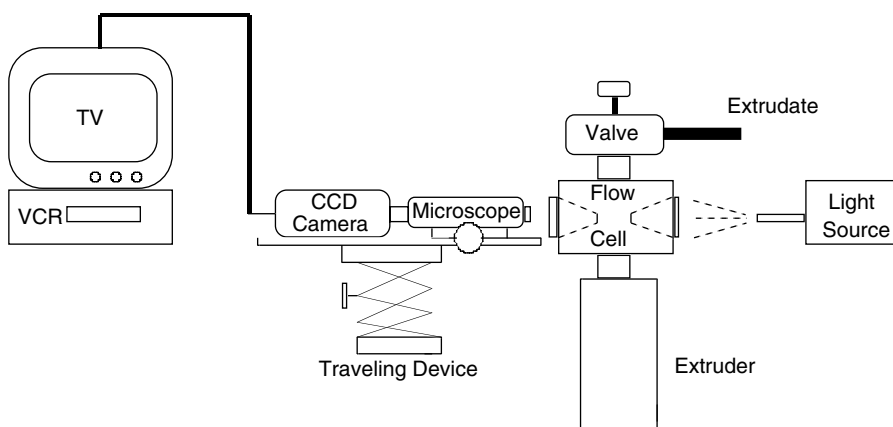 TV
VCR
CCD
Camera
Microscope
Traveling Device
Valve
Extrudate
Flow
Cell
Light
Source
Extruder